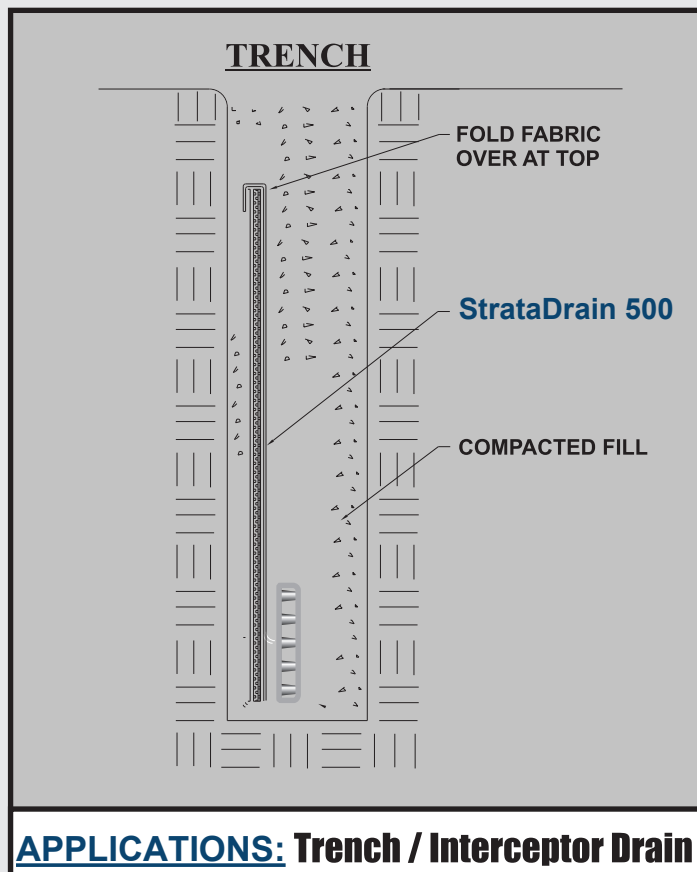 TRENCH
FOLD FABRIC
OVER AT TOP
StrataDrain 500
COMPACTED FILL
APPLICATIONS: Trench / Interceptor Drain